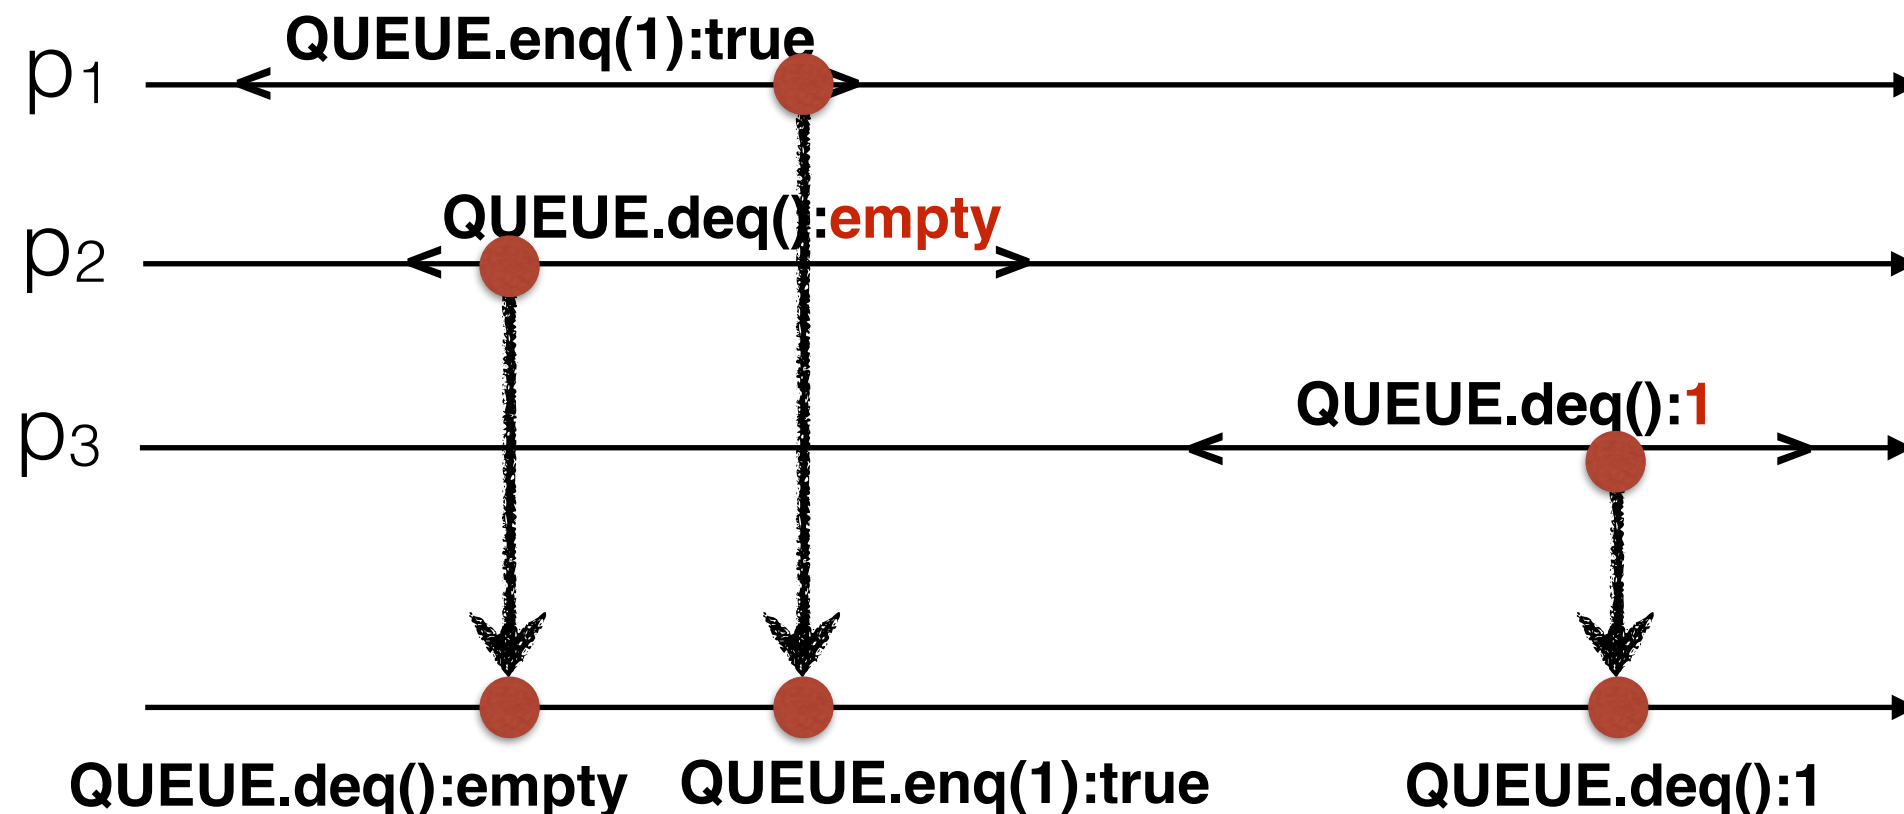 QUEUE.enq(1):true
p1
QUEUE.deq():empty
p2
QUEUE.deq():1
p3
QUEUE.deq():empty QUEUE.enq(1):true QUEUE.deq():1